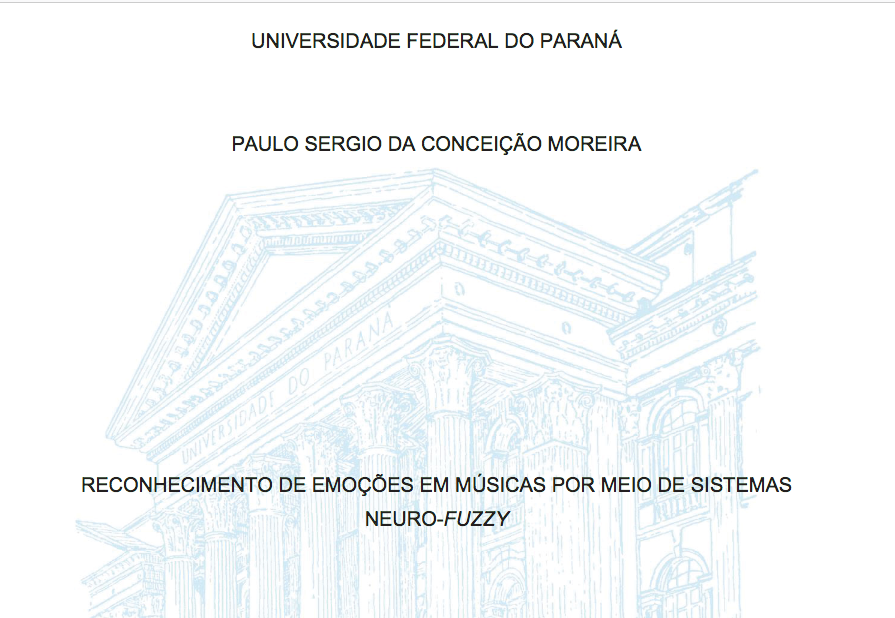 UNIVERSIDADE FEDERAL DO PARANÁ
PAULO SERGIO DA CONCEIÇÃO MOREIRA
UNIVERSIDADE DO PARANÁ
RECONHECIMENTO DE EMOÇÕES EM MÚSICAS POR MEIO DE SISTEMAS
NEURO-FUZZY